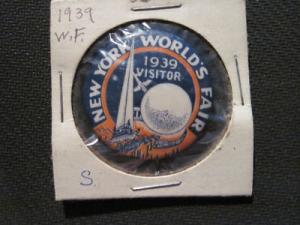 1939
W.F.
NEW YORK WORLD'S FAIR
1939
VISITOR
S.